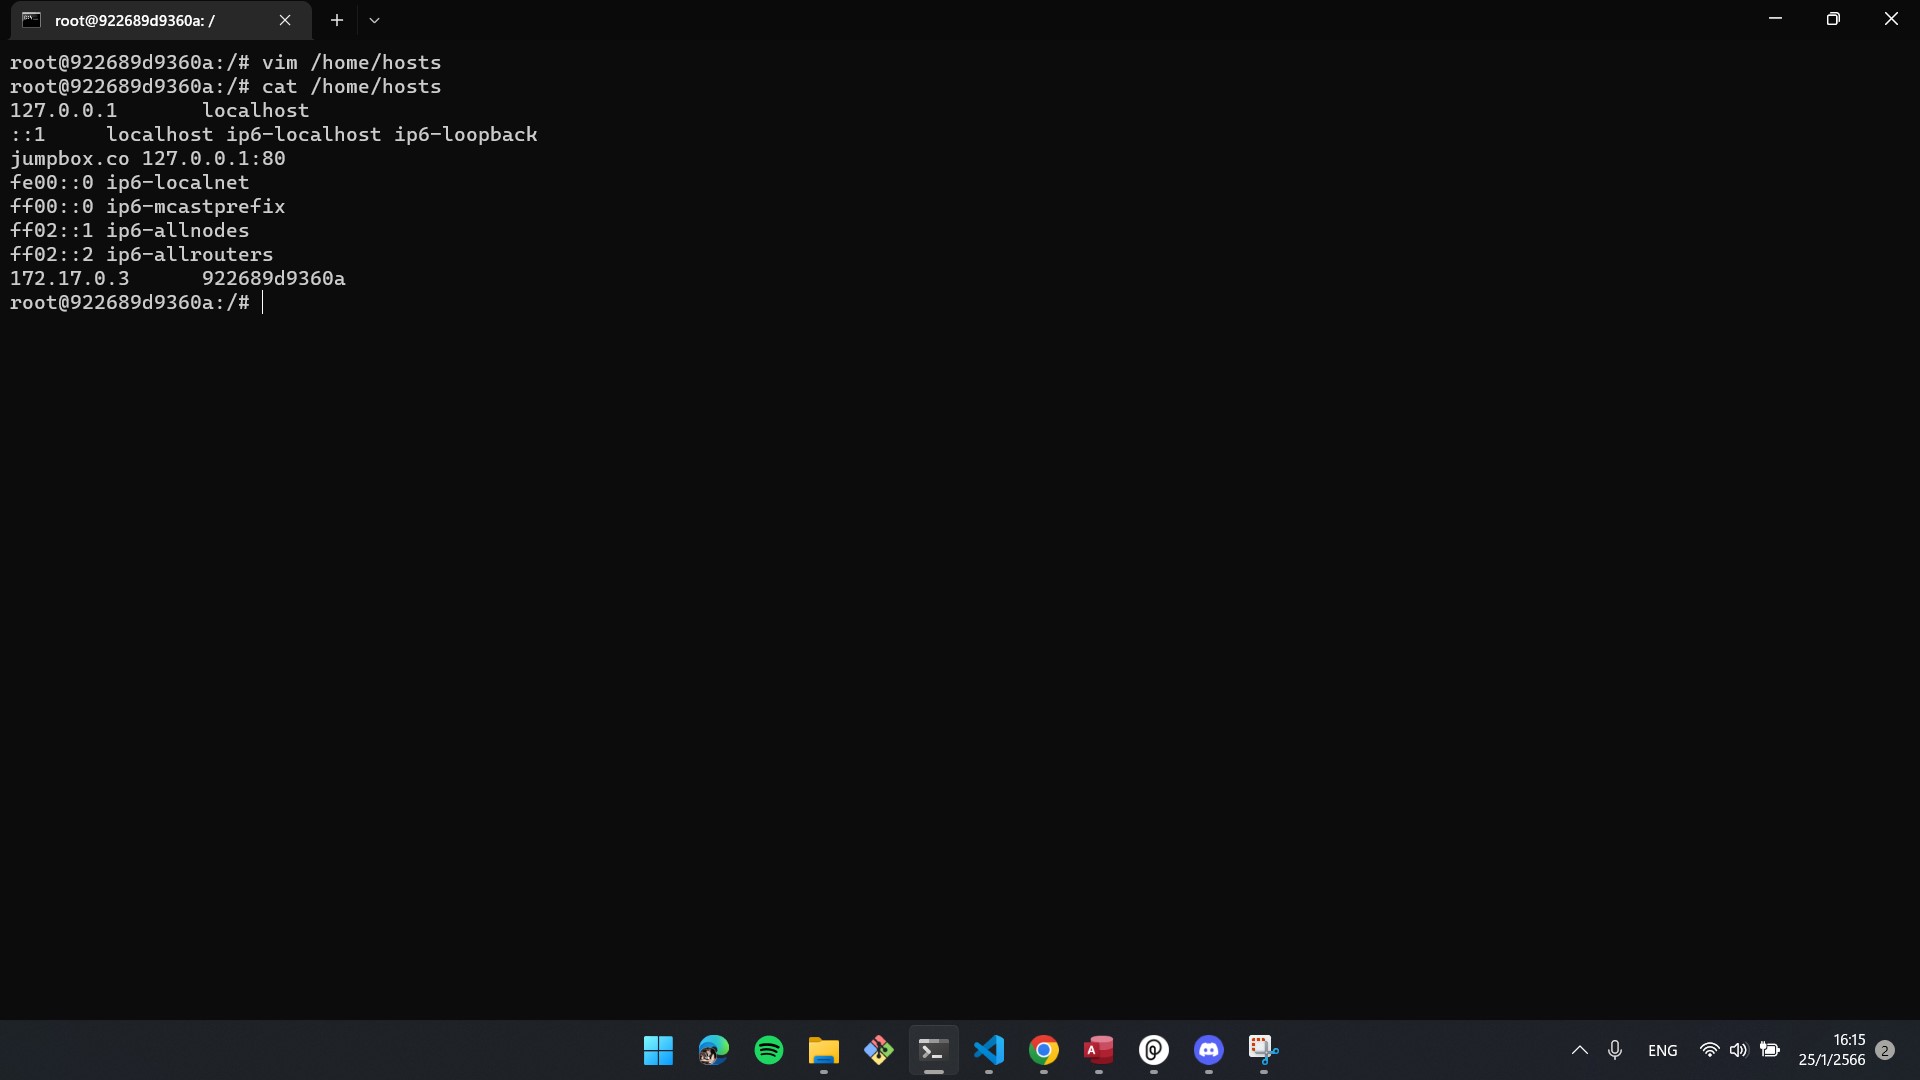 root@922689d9360a: /
root@922689d9360a:/# vim /home/hosts
root@922689d9360a:/# cat /home/hosts
127.0.0.1       localhost
::1     localhost ip6-localhost ip6-loopback
jumpbox.co 127.0.0.1:80
fe00::0 ip6-localnet
ff00::0 ip6-mcastprefix
ff02::1 ip6-allnodes
ff02::2 ip6-allrouters
172.17.0.3      922689d9360a
root@922689d9360a:/#
ENG
16:15
25/1/2566
2